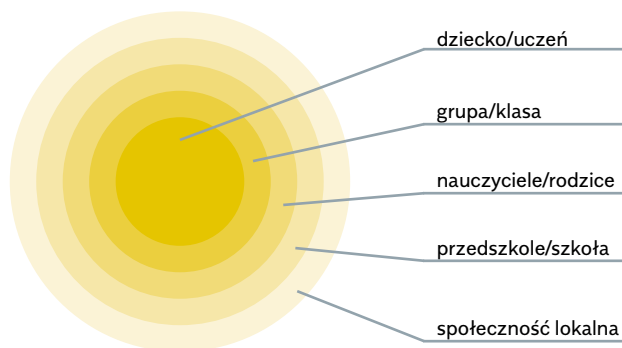 dziecko/uczeń
grupa/klasa
nauczyciele/rodzice
przedszkole/szkoła
społeczność lokalna